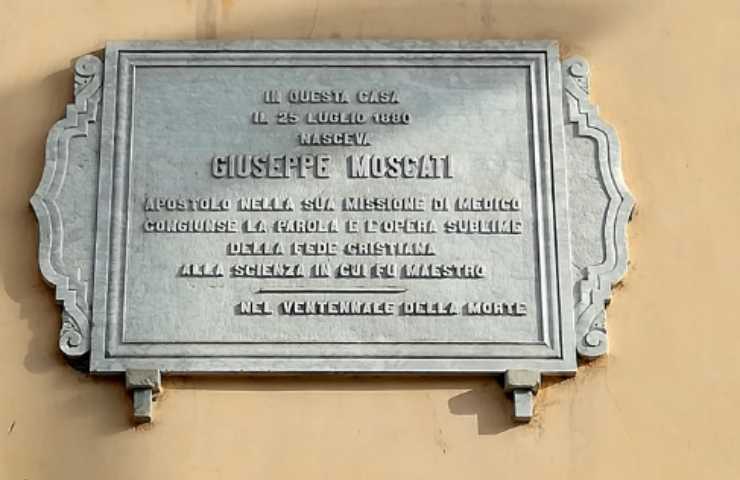 IN QUESTA CASA
IL 25 LUGLIO 1880
NASCEVA
GIUSEPPE MOSCATI
APOSTOLO NELLA SUA MISSIONE DI MEDICO
CONGIUNSE LA PAROLA E L'OPERA SUBLIME
DELLA FEDE CRISTIANA
ALLA SCIENZA IN CUI FU MAESTRO
NEL VENTENNALE DELLA MORTE